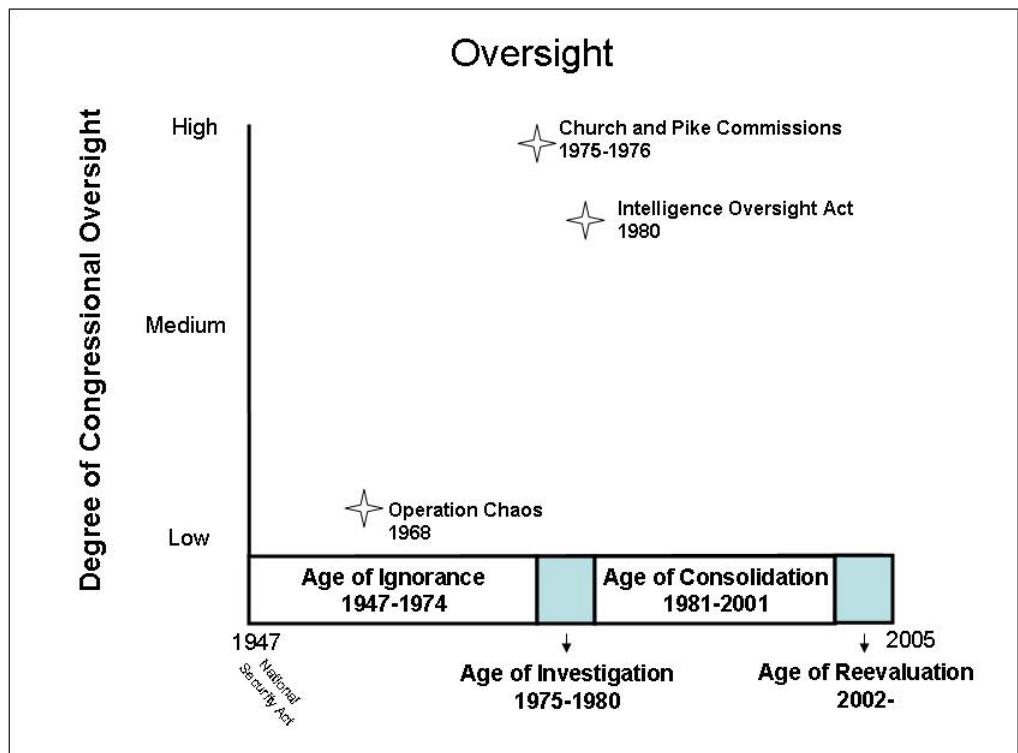 Oversight
Degree of Congressional Oversight
High
Church and Pike Commissions
1975-1976
Intelligence Oversight Act
1980
Medium
Operation Chaos
1968
Low
Age of Ignorance
1947-1974
Age of Consolidation
1981-2001
1947
2005
National
Security Act
Age of Investigation
1975-1980
Age of Reevaluation
2002-